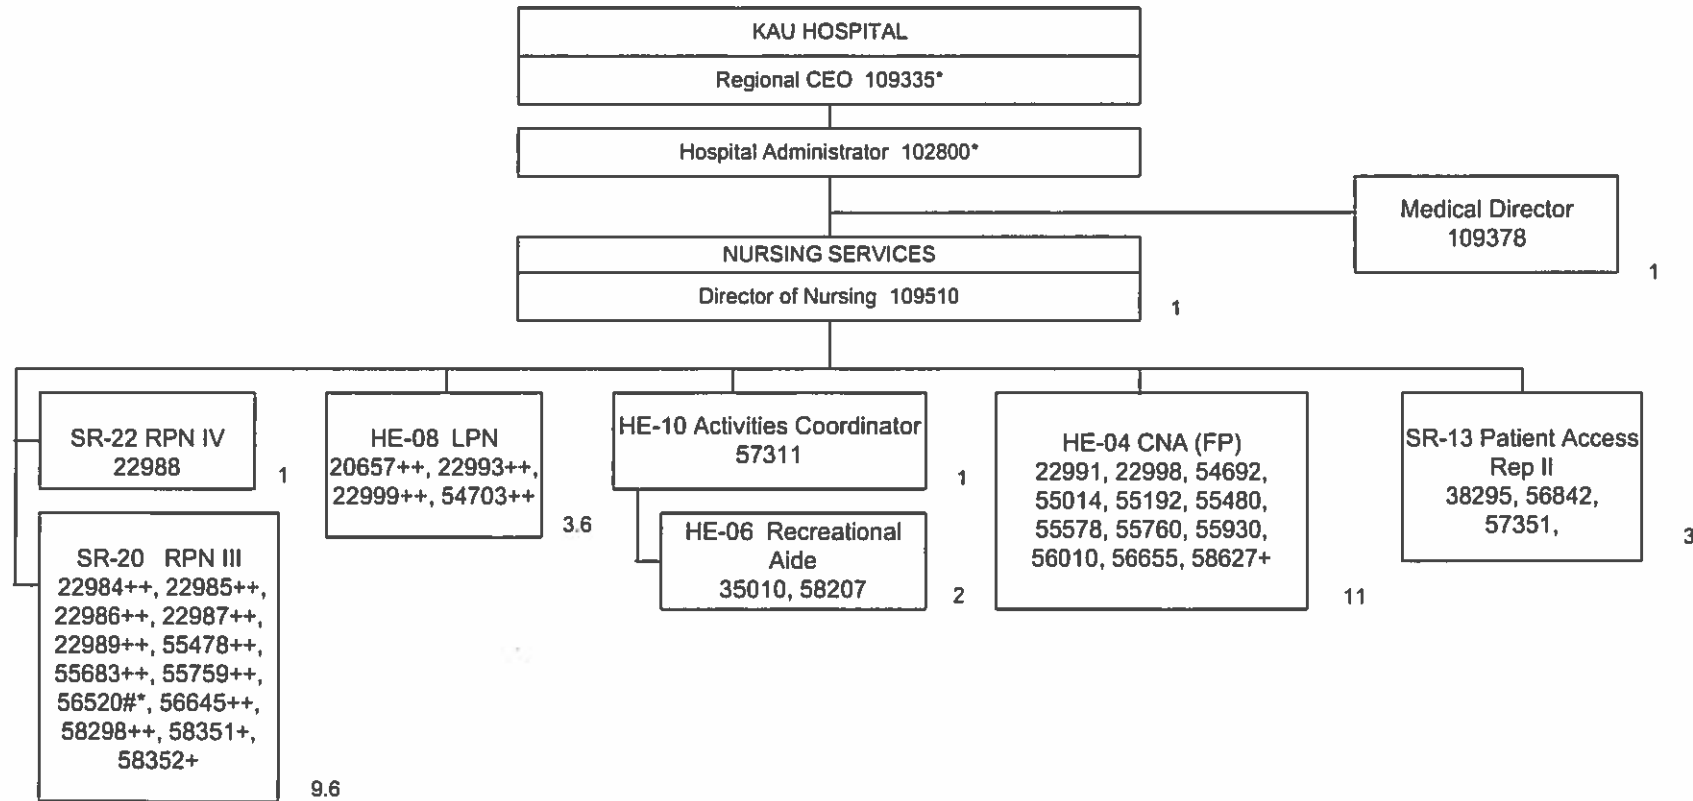 KAU HOSPITAL
Regional CEO 109335*
Hospital Administrator 102800*
Medical Director
109378
1
NURSING SERVICES
Director of Nursing 109510
1
SR-22 RPN IV
22988
1
SR-20 RPN III
22984++, 22985++,
22986++, 22987++,
22989++, 55478++,
55683++, 55759++,
56520#*, 56645++,
58298++, 58351+,
58352+
9.6
HE-08 LPN
20657++, 22993++,
22999++, 54703++
3.6
HE-10 Activities Coordinator
57311
1
HE-06 Recreational
Aide
35010, 58207
2
HE-04 CNA (FP)
22991, 22998, 54692,
55014, 55192, 55480,
55578, 55760, 55930,
56010, 56655, 58627+
11
SR-13 Patient Access
Rep II
38295, 56842,
57351,
3